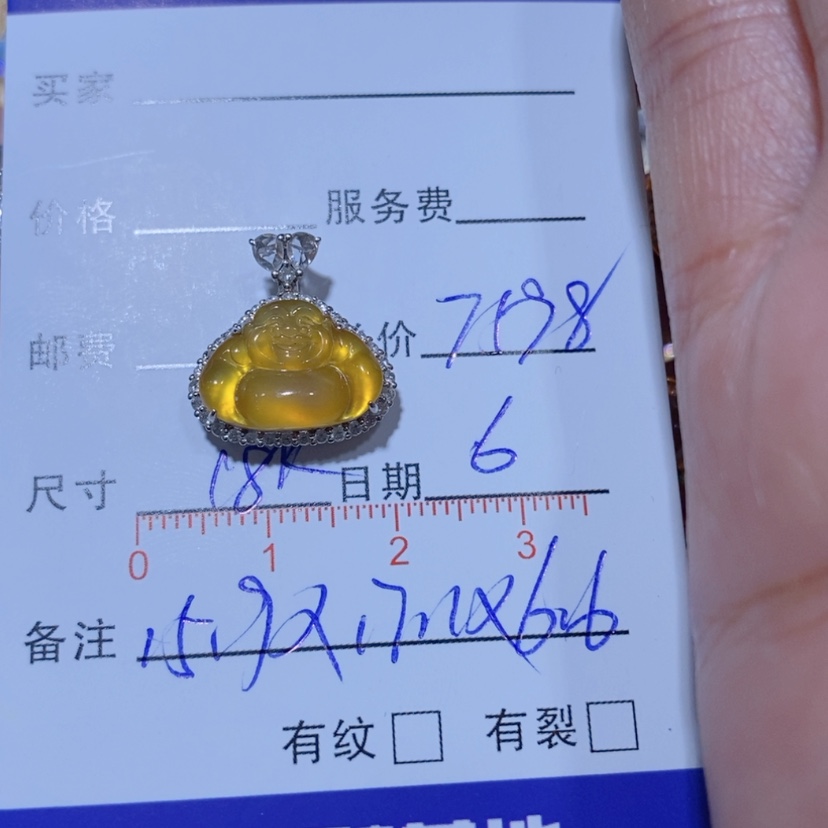 买家
价格 服务费
邮费 价 7598
尺寸 18K 日期 6
0 1 2 3
备注
有纹 有裂